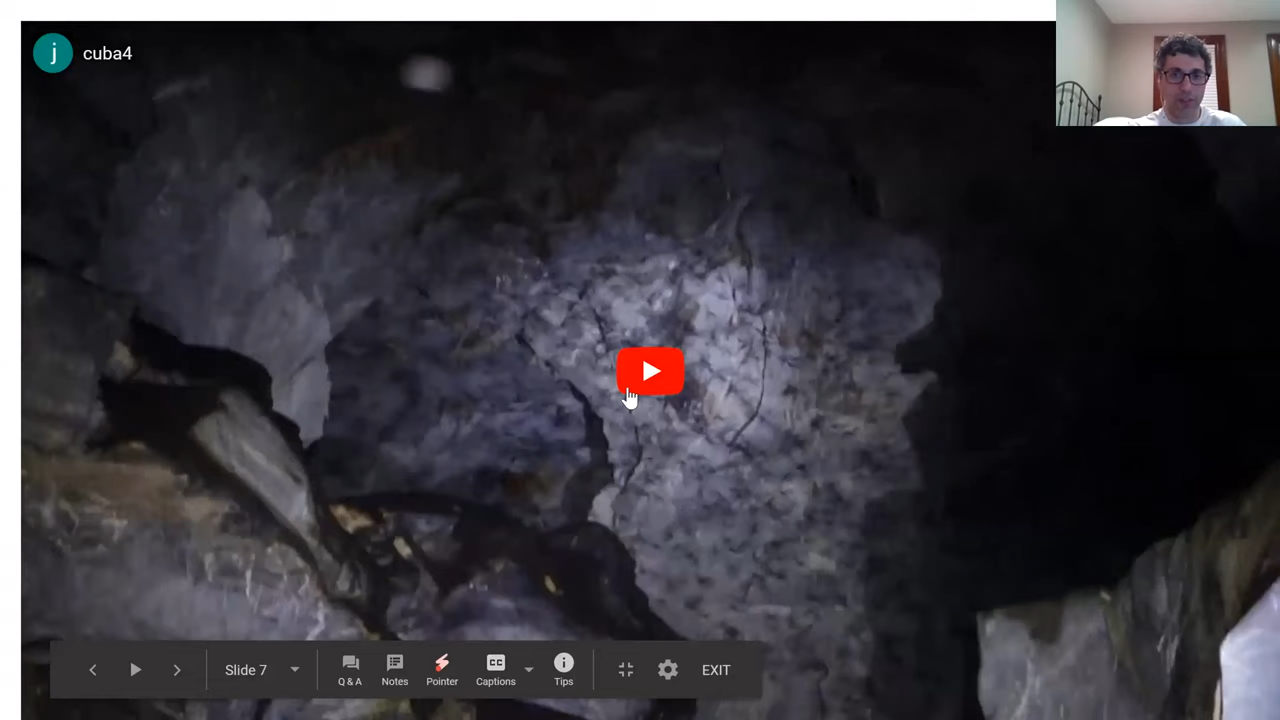 j
cuba4
Slide 7
Q & A
Notes
Pointer
CC
Captions
Tips
EXIT